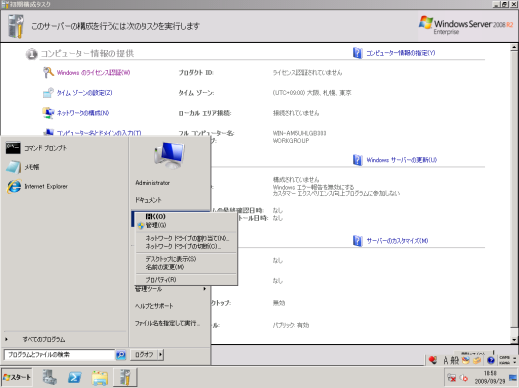 初期構成タスク
このサーバーの構成を行うには次のタスクを実行します
Windows Server 2008 R2
Enterprise
コンピューター情報の提供
コンピューター情報の指定(Y)
Windows のライセンス認証(W)
プロダクト ID:
ライセンス認証されていません
タイム ゾーンの設定(Z)
タイム ゾーン:
(UTC+09:00) 大阪、札幌、東京
ネットワークの構成(N)
ローカル エリア接続:
接続されていません
コンピューター名とドメインの入力(T)
フル コンピューター名:
WORKGROUP
コマンド プロンプト
メモ帳
Internet Explorer
Administrator
ドキュメント
Windows サーバーの更新(U)
構成されていません
Windows エラー報告を無効にする
カスタマー エクスペリエンス向上プログラムに参加しない
の最終確認日時:
なし
トール日時:
なし
開く(O)
管理(G)
ネットワーク ドライブの割り当て(N)...
ネットワーク ドライブの切断(C)...
デスクトップに表示(S)
名前の変更(M)
プロパティ(R)
サーバーのカスタマイズ(M)
なし
なし
管理ツール
ヘルプとサポート
クトップ:
無効
ファイル名を指定して実行...
ル:
パブリック: 有効
すべてのプログラム
プログラムとファイルの検索
ログオフ
A 般
CAPS
KANA
スタート
18:58
2009/09/29